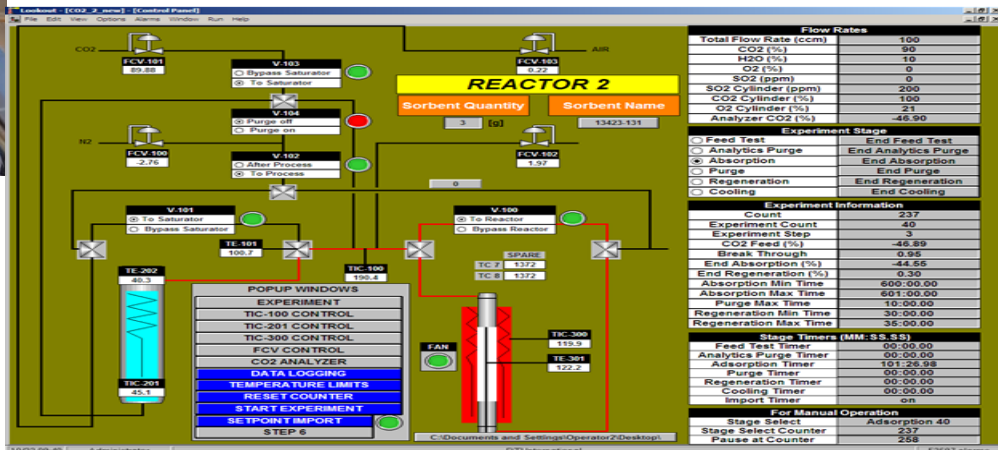 Lookout - [CO2_2_new] - [Control Panel]
File Edit View Options Alarms Window Run Help
CO2
FCV-101
89.88
V-103
Bypass Saturator
To Saturator
FCV-103
0.22
AIR
REACTOR 2
Sorbent Quantity
3 [g]
Sorbent Name
13423-131
V-104
Purge off
Purge on
N2
FCV-100
-2.76
V-102
After Process
To Process
FCV-102
1.97
0
V-101
To Saturator
Bypass Saturator
V-100
To Reactor
Bypass Reactor
TE-101
100.7
TIC-100
190.4
SPARE
TC 7 1372
TC 8 1372
TE-202
40.3
TIC-201
45.1
POPUP WINDOWS
EXPERIMENT
TIC-100 CONTROL
TIC-201 CONTROL
TIC-300 CONTROL
FCV CONTROL
CO2 ANALYZER
DATA LOGGING
TEMPERATURE LIMITS
RESET COUNTER
START EXPERIMENT
SETPOINT IMPORT
STEP 6
FAN
TIC-300
119.9
TE-301
122.2
C:\Documents and Settings\Operator2\Desktop\
Flow Rates
Total Flow Rate (ccm) 100
CO2 (%) 90
H2O (%) 10
O2 (%) 0
SO2 (ppm) 0
SO2 Cylinder (ppm) 200
CO2 Cylinder (%) 100
O2 Cylinder (%) 21
Analyzer CO2 (%) -46.90
Experiment Stage
Feed Test End Feed Test
Analytics Purge End Analytics Purge
Absorption End Absorption
Purge End Purge
Regeneration End Regeneration
Cooling End Cooling
Experiment Information
Count 237
Experiment Count 40
Experiment Step 3
CO2 Feed (%) -46.89
Break Through 0.95
End Absorption (%) -44.55
End Regeneration (%) 0.30
Absorption Min Time 600:00.00
Absorption Max Time 601:00.00
Purge Max Time 10:00.00
Regeneration Min Time 30:00.00
Regeneration Max Time 35:00.00
Stage Timers (MM:SS.SS)
Feed Test Timer 00:00.00
Analytics Purge Timer 00:00.00
Adsorption Timer 101:26.98
Purge Timer 00:00.00
Regeneration Timer 00:00.00
Cooling Timer 00:00.00
Import Timer on
For Manual Operation
Stage Select Adsorption 40
Stage Select Counter 237
Pause at Counter 258